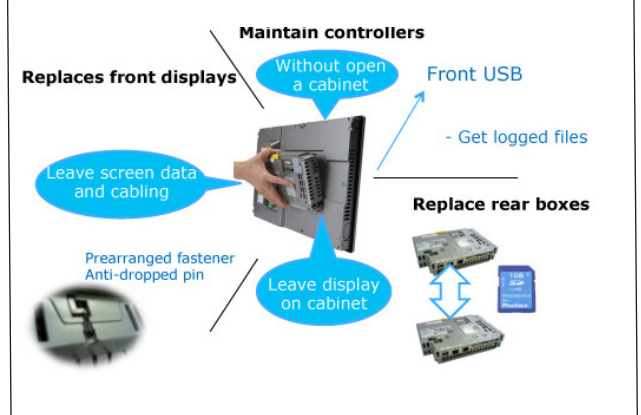 Maintain controllers
Without open
a cabinet
Replaces front displays
Front USB
- Get logged files
Leave screen data
and cabling
Replace rear boxes
Prearranged fastener
Anti-dropped pin
Leave display
on cabinet
1GB
SD
Pro-face